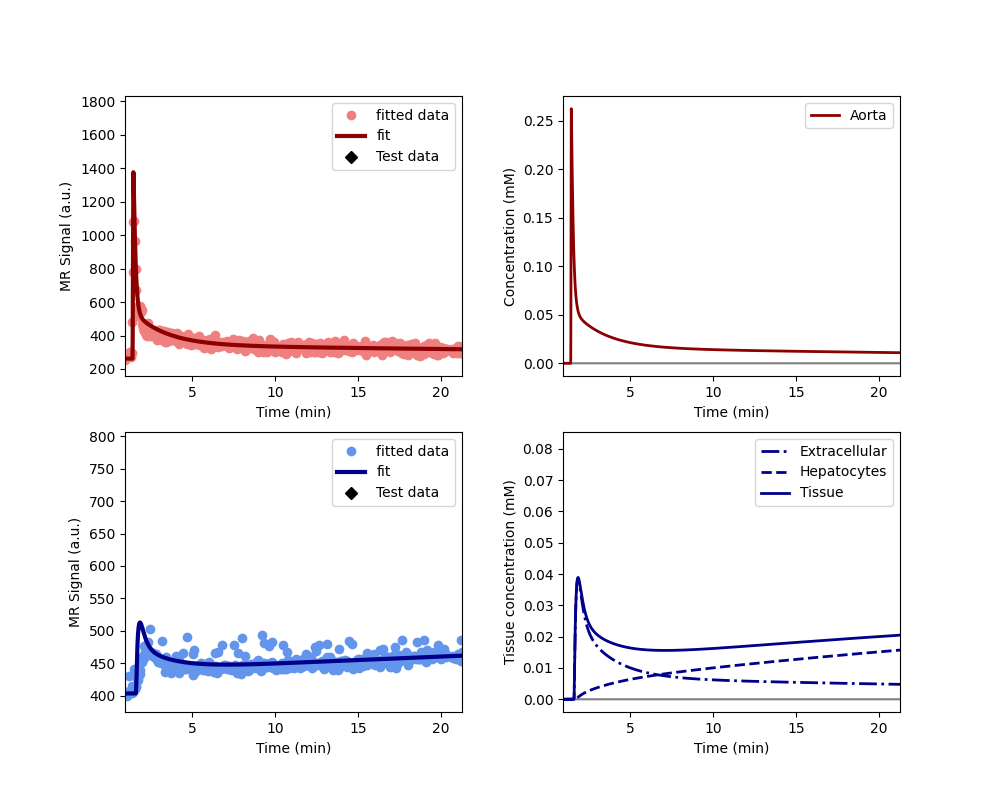 1800
1600
1400
1200
1000
800
600
400
200
MR Signal (a.u.)
5
10
15
20
Time (min)
fitted data
fit
Test data
0.25
0.20
0.15
0.10
0.05
0.00
Concentration (mM)
5
10
15
20
Time (min)
Aorta
800
750
700
650
600
550
500
450
400
MR Signal (a.u.)
5
10
15
20
Time (min)
fitted data
fit
Test data
0.08
0.07
0.06
0.05
0.04
0.03
0.02
0.01
0.00
Tissue concentration (mM)
5
10
15
20
Time (min)
Extracellular
Hepatocytes
Tissue